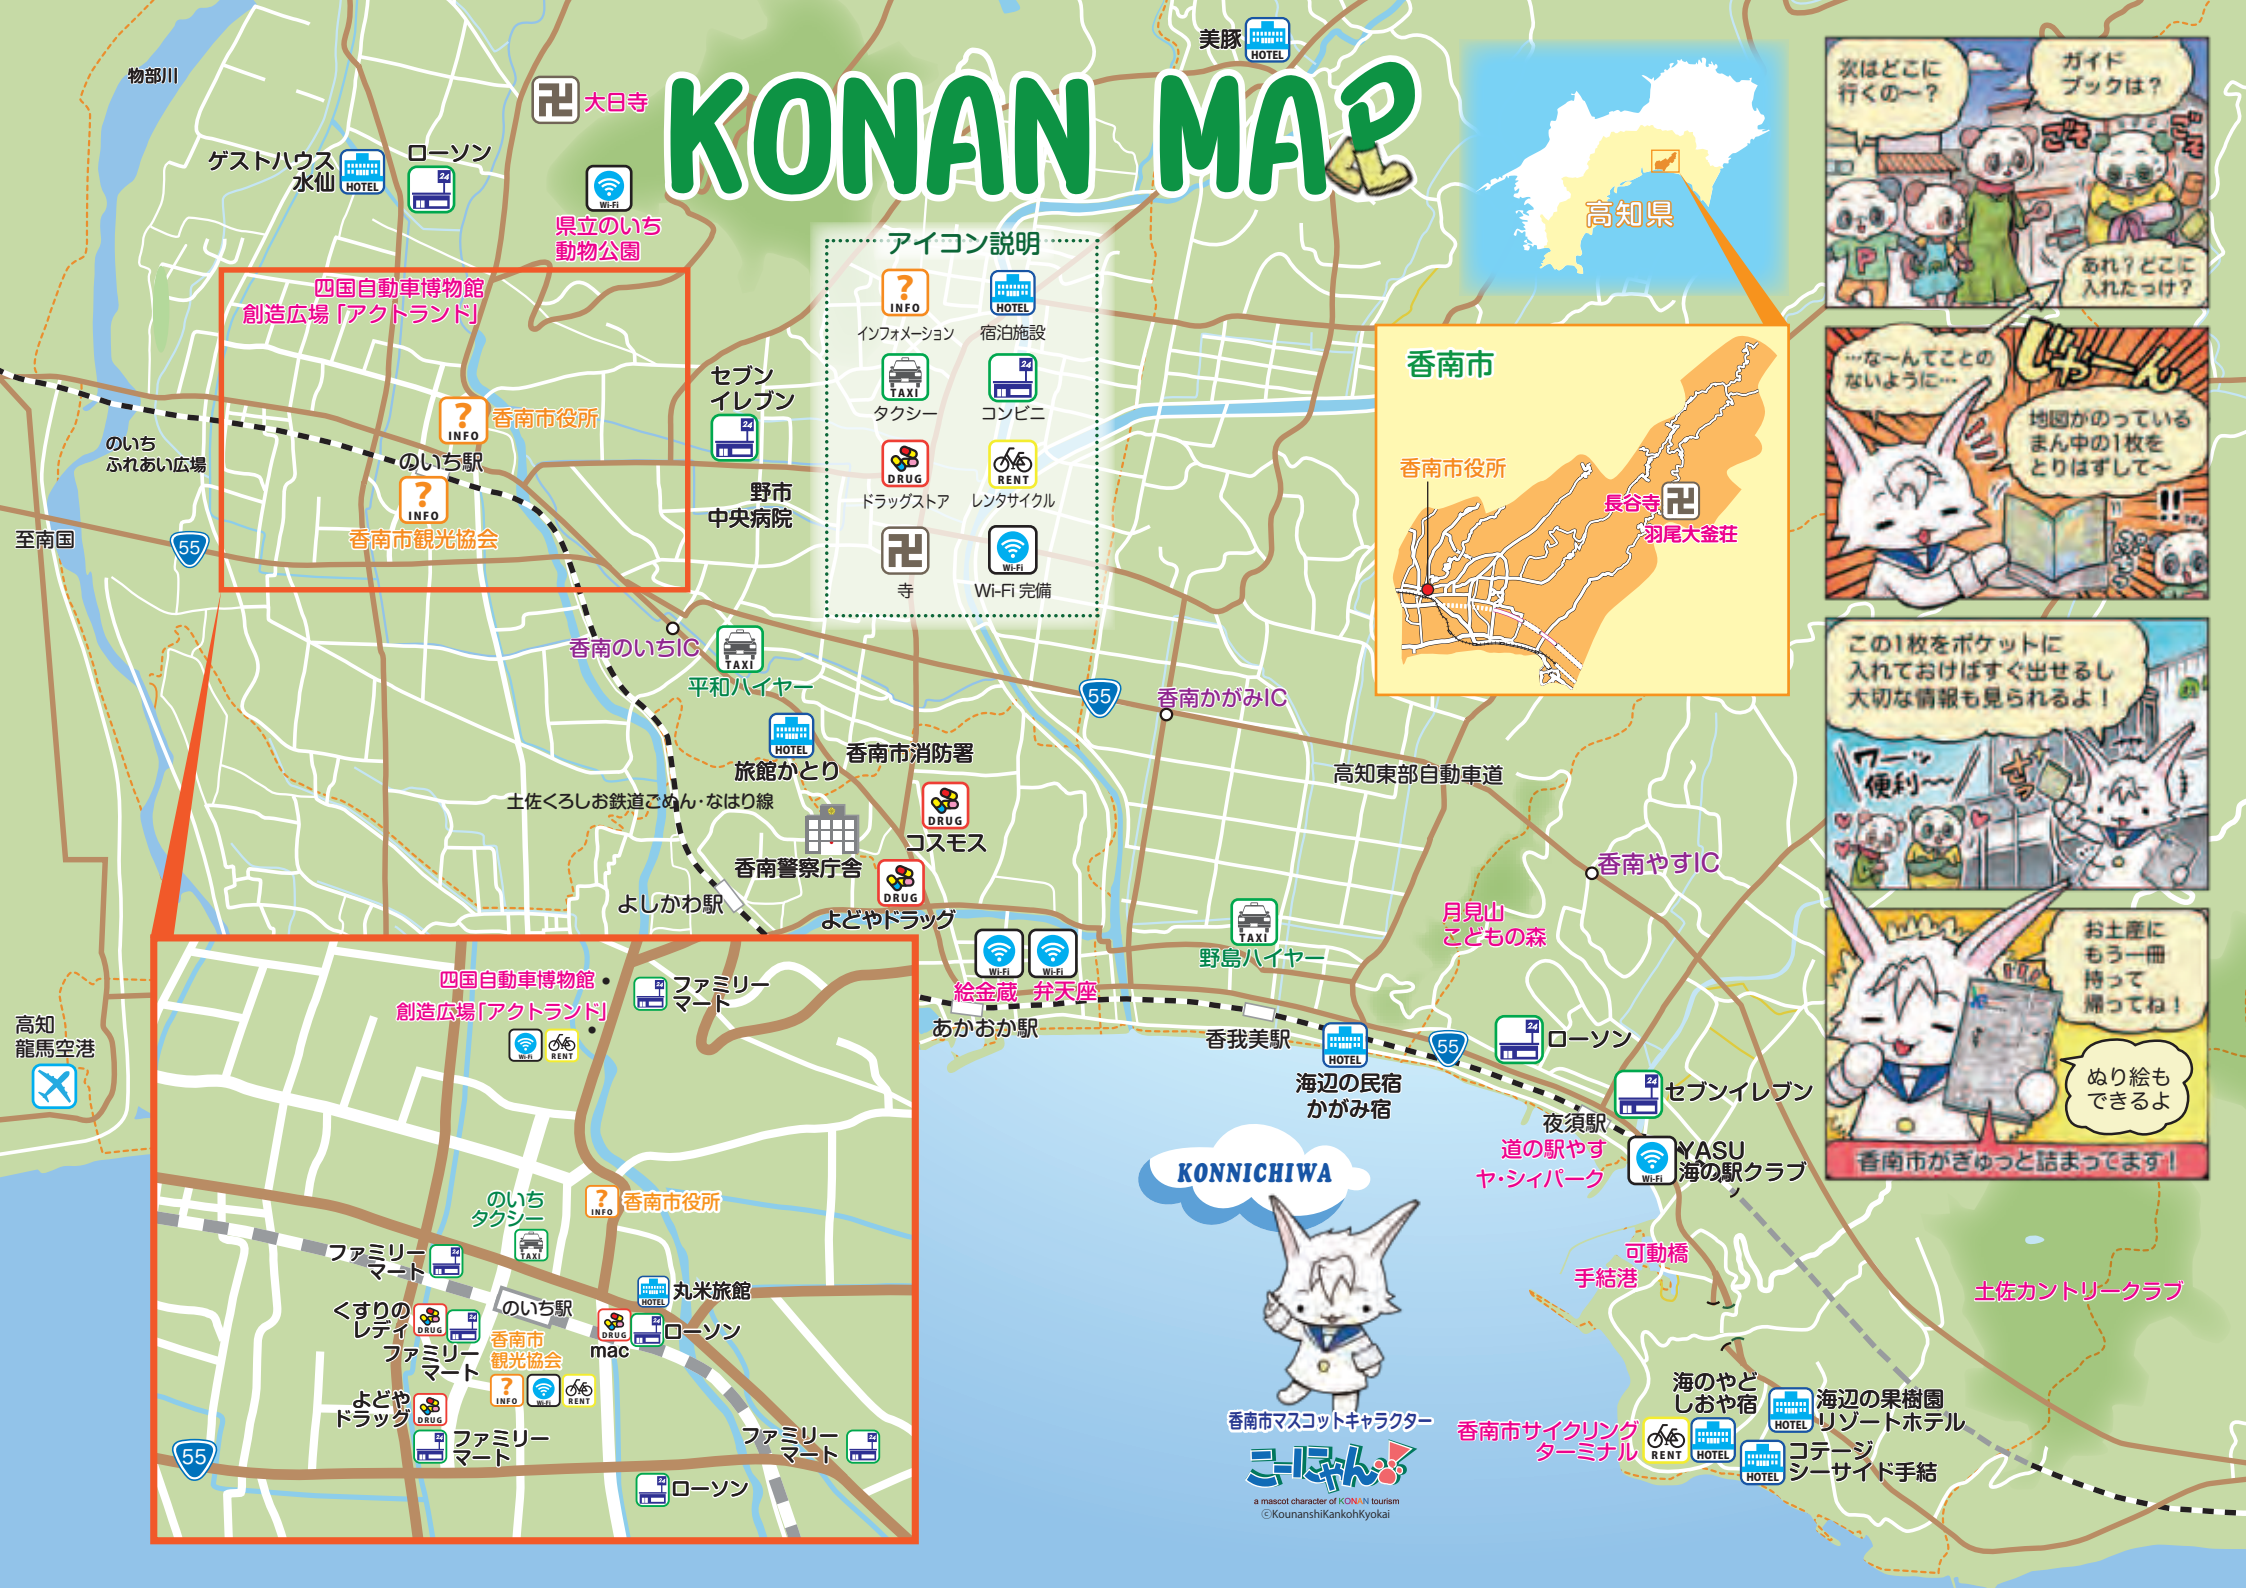 KONAN MAP
物部川
大日寺
美豚
HOTEL
ゲストハウス
水仙
HOTEL
ローソン
24
Wi-Fi
県立のいち
動物公園
四国自動車博物館
創造広場「アクトランド」
INFO
香南市役所
のいち
ふれあい広場
のいち駅
INFO
香南市観光協会
至南国
55
セブン
イレブン
24
野市
中央病院
アイコン説明
INFO
HOTEL
インフォメーション
宿泊施設
TAXI
24
タクシー
コンビニ
DRUG
RENT
ドラッグストア
レンタサイクル
Wi-Fi
寺
Wi-Fi 完備
高知県
香南市
香南市役所
長谷寺
羽尾大釜荘
香南のいちIC
TAXI
平和ハイヤー
55
香南かがみIC
HOTEL
旅館かとり
香南市消防署
高知東部自動車道
土佐くろしお鉄道ごめん・なはり線
DRUG
コスモス
香南警察庁舎
DRUG
よどやドラッグ
よしかわ駅
香南やすIC
月見山
こどもの森
TAXI
野島ハイヤー
Wi-Fi
Wi-Fi
絵金蔵
弁天座
あかおか駅
香我美駅
HOTEL
海辺の民宿
かがみ宿
55
24
ローソン
24
セブンイレブン
夜須駅
道の駅やす
ヤ・シィパーク
Wi-Fi
YASU
海の駅クラブ
可動橋
手結港
土佐カントリークラブ
海のやど
しおや宿
HOTEL
海辺の果樹園
リゾートホテル
香南市サイクリング
ターミナル
RENT
HOTEL
HOTEL
コテージ
シーサイド手結
高知
龍馬空港
四国自動車博物館
創造広場「アクトランド」
Wi-Fi
RENT
24
ファミリー
マート
のいち
タクシー
TAXI
INFO
香南市役所
ファミリー
マート
24
のいち駅
HOTEL
丸米旅館
くすりの
レディ
DRUG
24
ファミリー
マート
香南市
観光協会
INFO
Wi-Fi
RENT
DRUG
24
ローソン
mac
よどや
ドラッグ
DRUG
24
ファミリー
マート
ファミリー
マート
24
55
24
ローソン
KONNICHIWA
香南市マスコットキャラクター
こーにゃん
a mascot character of KONAN tourism
©KounanshiKankohKyokai
次はどこに
行くの〜？
ガイド
ブックは？
ごそ
ごそ
P
あれ？どこに
入れたっけ？
…な〜んてことの
ないように…
じゃーん
地図がのっている
まん中の1枚を
とりはずして〜
!!
この1枚をポケットに
入れておけばすぐ出せるし
大切な情報も見られるよ！
ワーッ
便利〜
さっ
お土産に
もう一冊
持って
帰ってね！
ぬり絵も
できるよ
香南市がぎゅっと詰まってます！